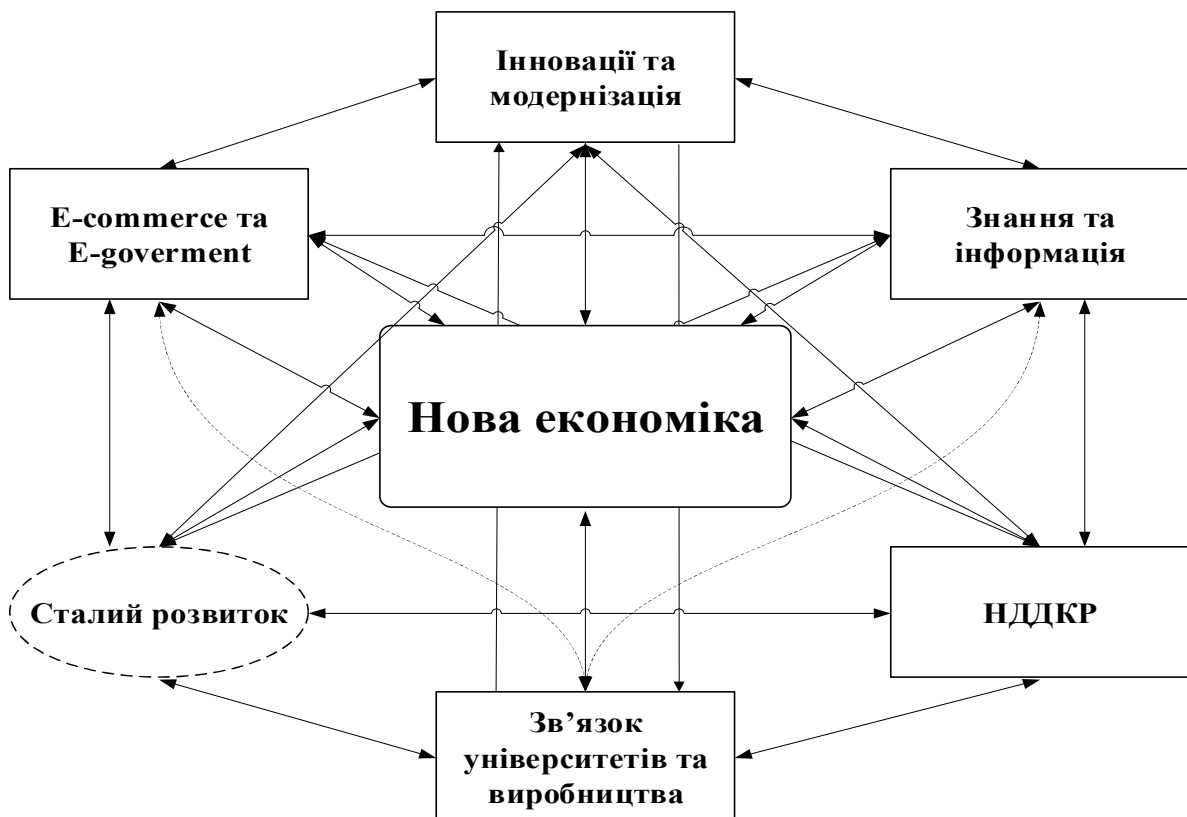 Інновації та
модернізація
E-commerce та
E-goverment
Знання та
інформація
Нова економіка
Сталий розвиток
НДДКР
Зв’язок
університетів та
виробництва